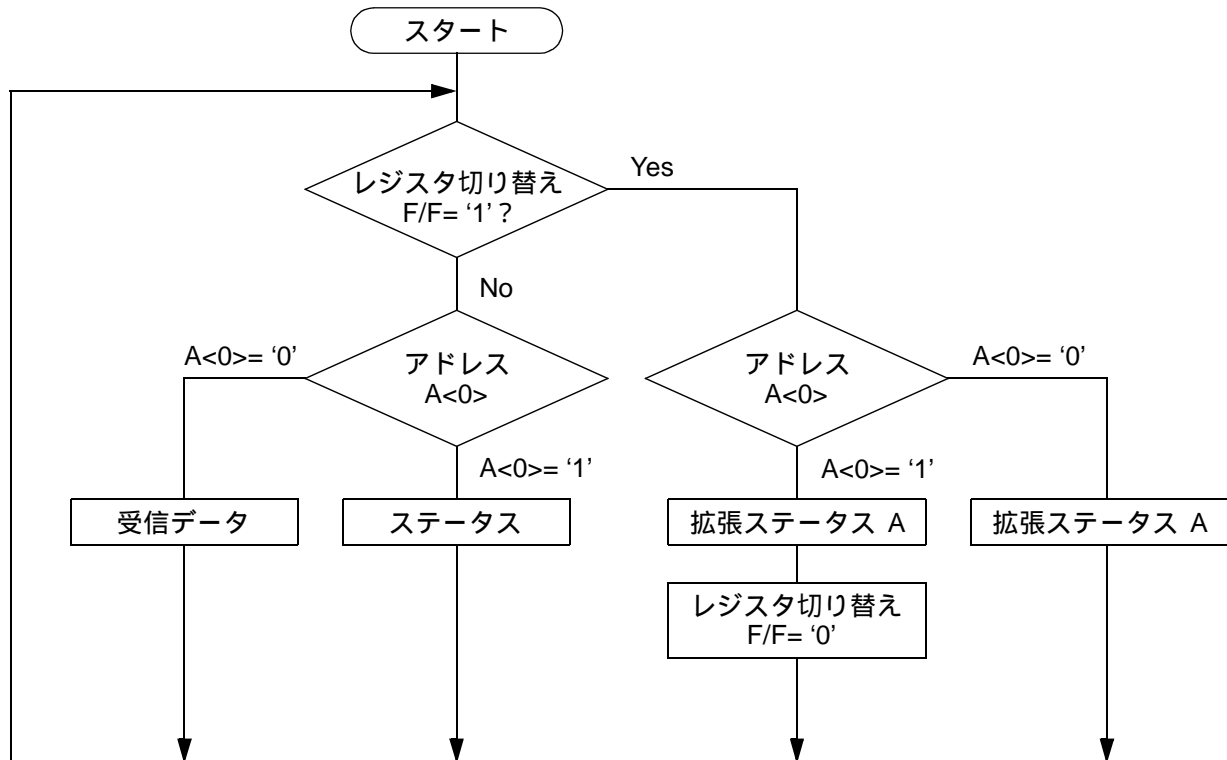 スタート
レジスタ切り替え
F/F= ‘1’ ?
Yes
No
A<0>= ‘0’
アドレス
A<0>
アドレス
A<0>
A<0>= ‘0’
A<0>= ‘1’
A<0>= ‘1’
受信データ
ステータス
拡張ステータス A
拡張ステータス A
レジスタ切り替え
F/F= ‘0’